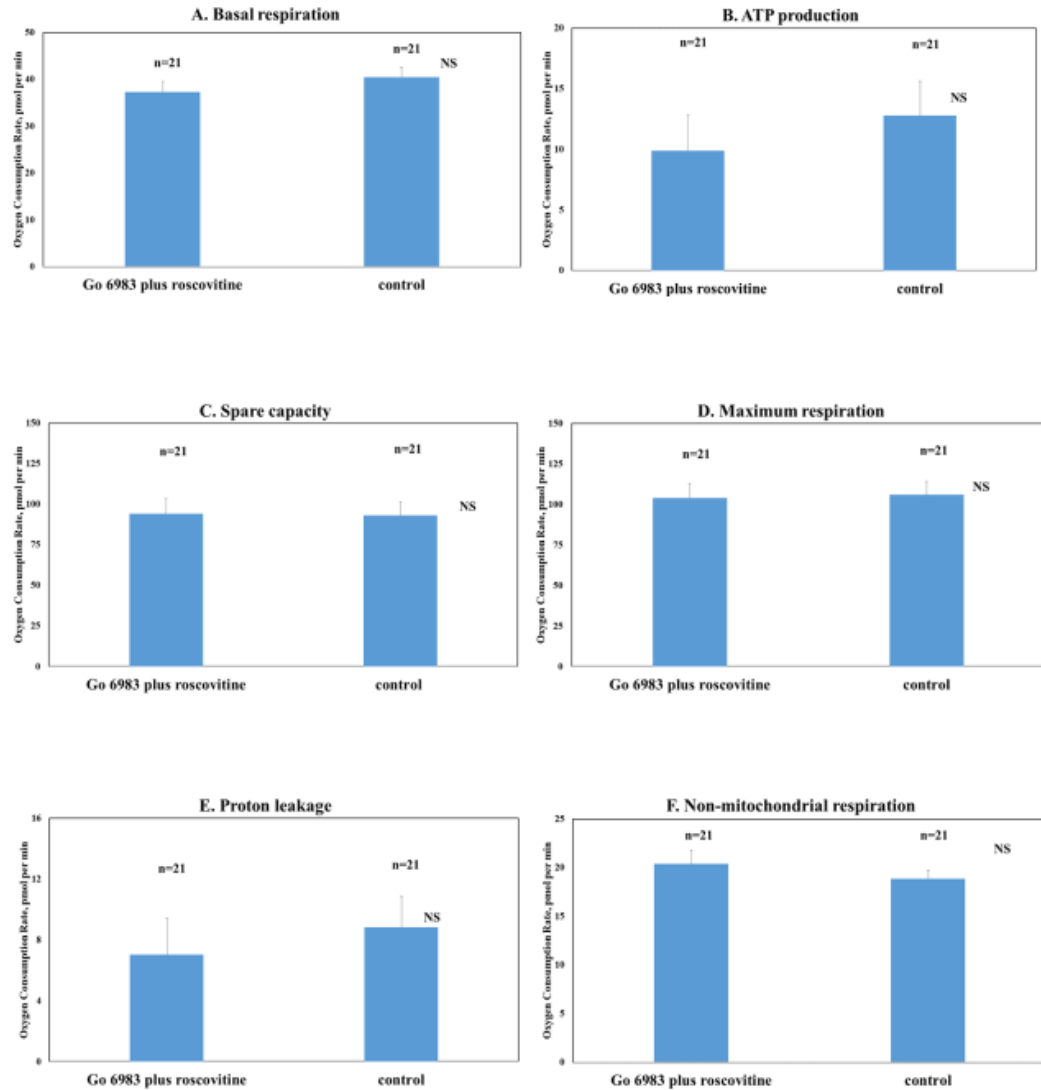 A. Basal respiration
Oxygen Consumption Rate, pmol per min
50
40
30
20
10
0
n=21
n=21
NS
Go 6983 plus roscovitine
control
B. ATP production
Oxygen Consumption Rate, pmol per min
20
15
10
5
0
n=21
n=21
NS
Go 6983 plus roscovitine
control
C. Spare capacity
Oxygen Consumption Rate, pmol per min
150
125
100
75
50
25
0
n=21
n=21
NS
Go 6983 plus roscovitine
control
D. Maximum respiration
Oxygen Consumption Rate, pmol per min
150
125
100
75
50
25
0
n=21
n=21
NS
Go 6983 plus roscovitine
control
E. Proton leakage
Oxygen Consumption Rate, pmol per min
16
12
8
4
0
n=21
n=21
NS
Go 6983 plus roscovitine
control
F. Non-mitochondrial respiration
Oxygen Consumption Rate, pmol per min
25
20
15
10
5
0
n=21
n=21
NS
Go 6983 plus roscovitine
control